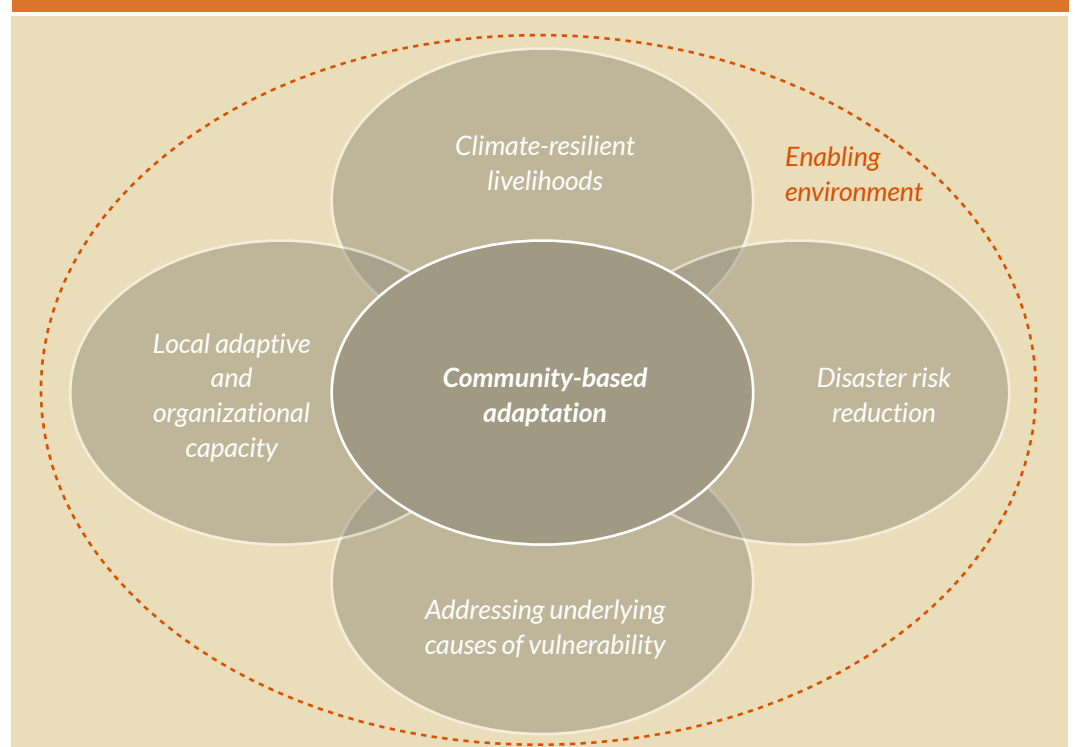 Climate-resilient
livelihoods
Enabling
environment
Local adaptive
and
organizational
capacity
Community-based
adaptation
Disaster risk
reduction
Addressing underlying
causes of vulnerability